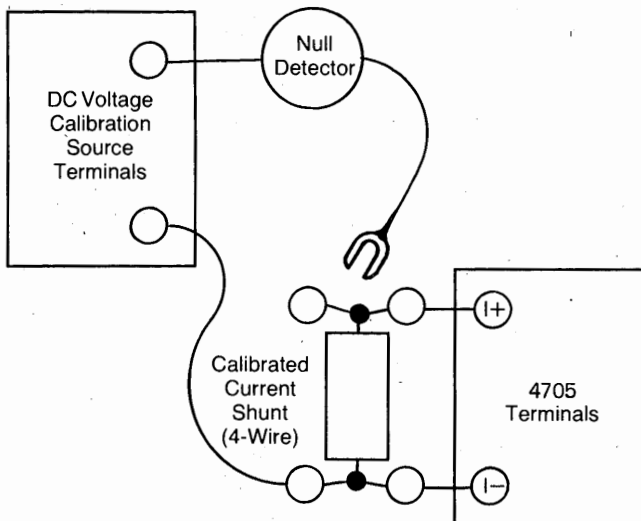 Null
Detector
DC Voltage
Calibration
Source
Terminals
I+
Calibrated
Current
Shunt
(4-Wire)
4705
Terminals
I−